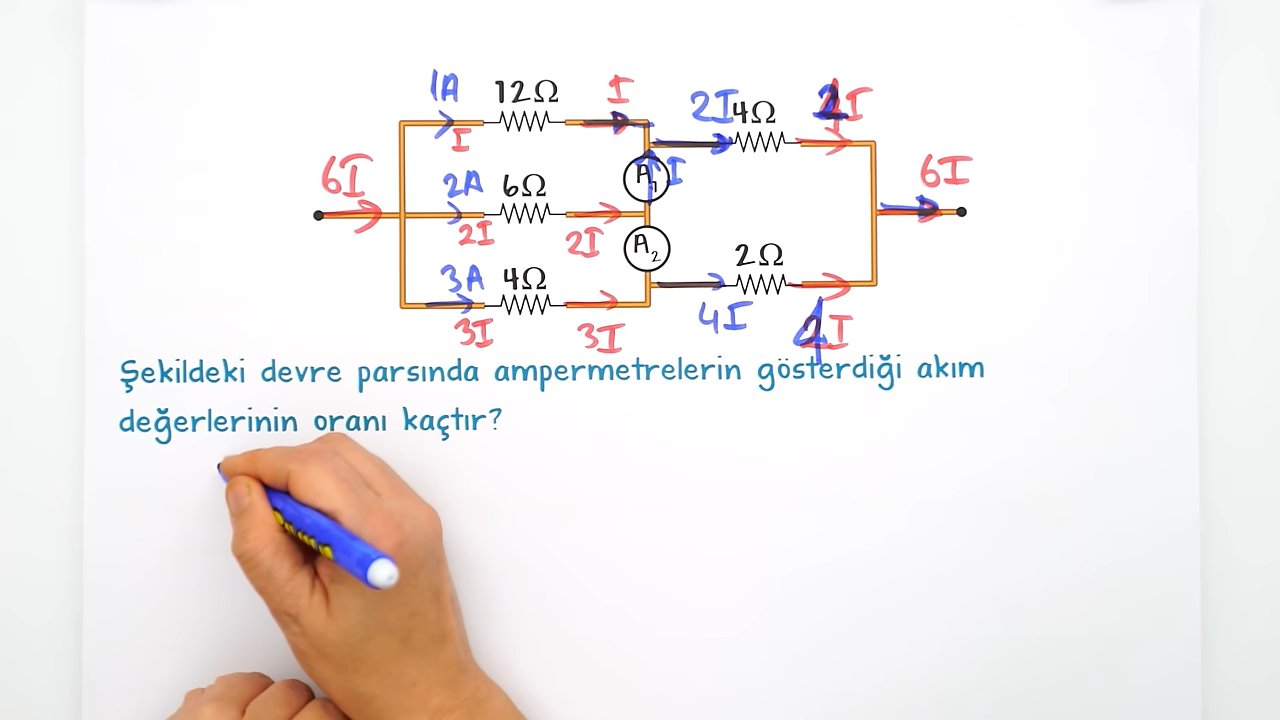 1A 12Ω I 2I 4Ω 2I
I
6I A1 I 6I
2A 6Ω
2I 2I A2 2Ω
3A 4Ω
3I 3I 4I 4I
Şekildeki devre parsında ampermetrelerin gösterdiği akım
değerlerinin oranı kaçtır?